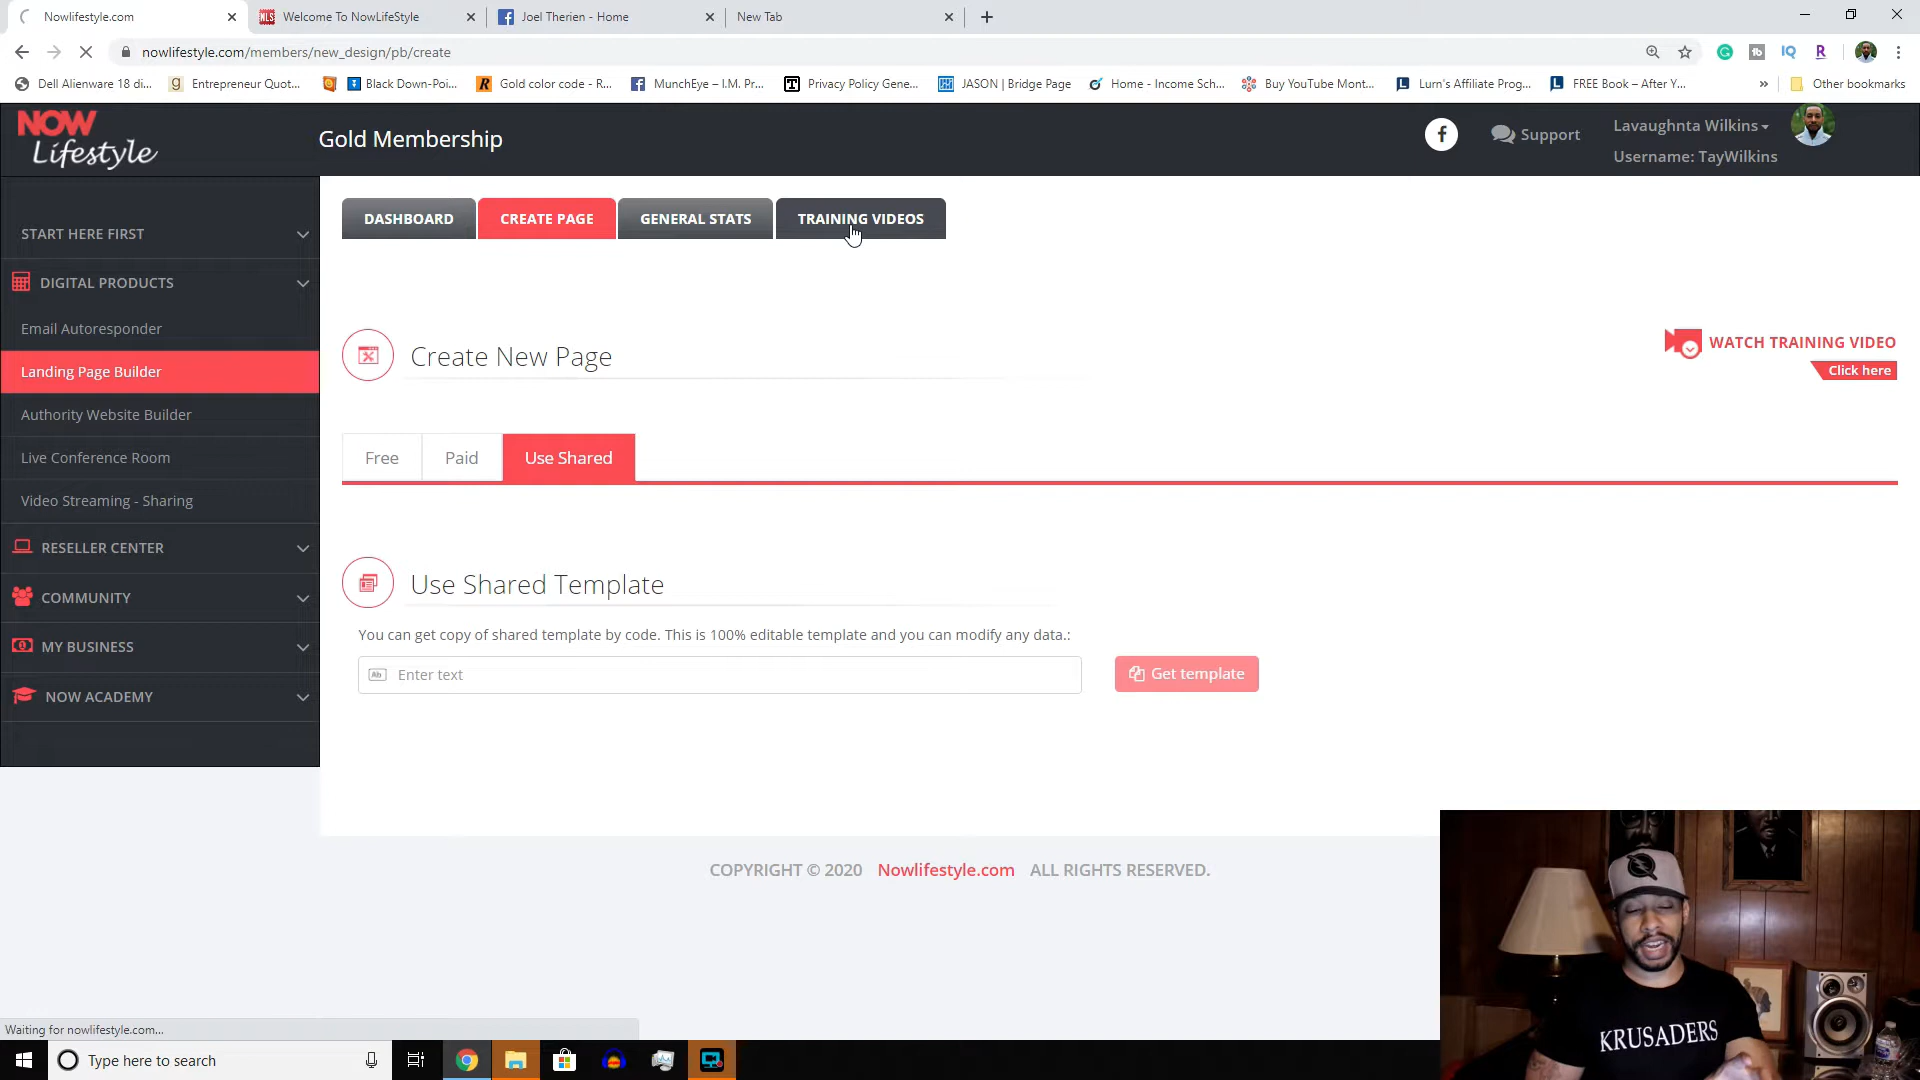 Nowlifestyle.com
NLS Welcome To NowLifeStyle
Joel Therien - Home
New Tab
nowlifestyle.com/members/new_design/pb/create
Dell Alienware 18 di...
Entrepreneur Quot...
Black Down-Poi...
Gold color code - R...
MunchEye – I.M. Pr...
Privacy Policy Gene...
JASON | Bridge Page
Home - Income Sch...
Buy YouTube Mont...
Lurn's Affiliate Prog...
FREE Book – After Y...
»
Other bookmarks
NOW
Lifestyle
Gold Membership
Support
Lavaughnta Wilkins
Username: TayWilkins
START HERE FIRST
DIGITAL PRODUCTS
Email Autoresponder
Landing Page Builder
Authority Website Builder
Live Conference Room
Video Streaming - Sharing
RESELLER CENTER
COMMUNITY
MY BUSINESS
NOW ACADEMY
DASHBOARD
CREATE PAGE
GENERAL STATS
TRAINING VIDEOS
Create New Page
WATCH TRAINING VIDEO
Click here
Free
Paid
Use Shared
Use Shared Template
You can get copy of shared template by code. This is 100% editable template and you can modify any data.:
Enter text
Get template
COPYRIGHT © 2020 Nowlifestyle.com ALL RIGHTS RESERVED.
KRUSADERS
Waiting for nowlifestyle.com...
Type here to search